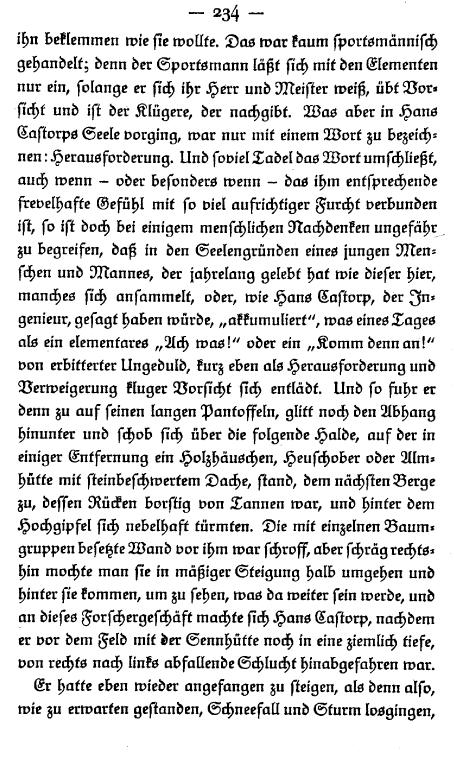 — 234 —
ihn beklemmen wie sie wollte. Das war kaum sportsmännisch
gehandelt; denn der Sportsmann läßt sich mit den Elementen
nur ein, solange er sich ihr Herr und Meister weiß, übt Vor-
sicht und ist der Klügere, der nachgibt. Was aber in Hans
Castorps Seele vorging, war nur mit einem Wort zu bezeich-
nen: Herausforderung. Und soviel Tadel das Wort umschließt,
auch wenn – oder besonders wenn – das ihm entsprechende
frevelhafte Gefühl mit so viel aufrichtiger Furcht verbunden
ist, so ist doch bei einigem menschlichen Nachdenken ungefähr
zu begreifen, daß in den Seelengründen eines jungen Men-
schen und Mannes, der jahrelang gelebt hat wie dieser hier,
manches sich ansammelt, oder, wie Hans Castorp, der In-
genieur, gesagt haben würde, „akkumuliert“, was eines Tages
als ein elementares „Ach was!“ oder ein „Komm denn an!“
von erbitterter Ungeduld, kurz eben als Herausforderung und
Verweigerung kluger Vorsicht sich entlädt. Und so fuhr er
denn zu auf seinen langen Pantoffeln, glitt noch den Abhang
hinunter und schob sich über die folgende Halde, auf der in
einiger Entfernung ein Holzhäuschen, Heuschober oder Alm-
hütte mit steinbeschwertem Dache, stand, dem nächsten Berge
zu, dessen Rücken borstig von Tannen war, und hinter dem
Hochgipfel sich nebelhaft türmten. Die mit einzelnen Baum-
gruppen besetzte Wand vor ihm war schroff, aber schräg rechts-
hin mochte man sie in mäßiger Steigung halb umgehen und
hinter sie kommen, um zu sehen, was da weiter sein werde, und
an dieses Forschergeschäft machte sich Hans Castorp, nachdem
er vor dem Feld mit der Sennhütte noch in eine ziemlich tiefe,
von rechts nach links abfallende Schlucht hinabgefahren war.
Er hatte eben wieder angefangen zu steigen, als denn also,
wie zu erwarten gestanden, Schneefall und Sturm losgingen,